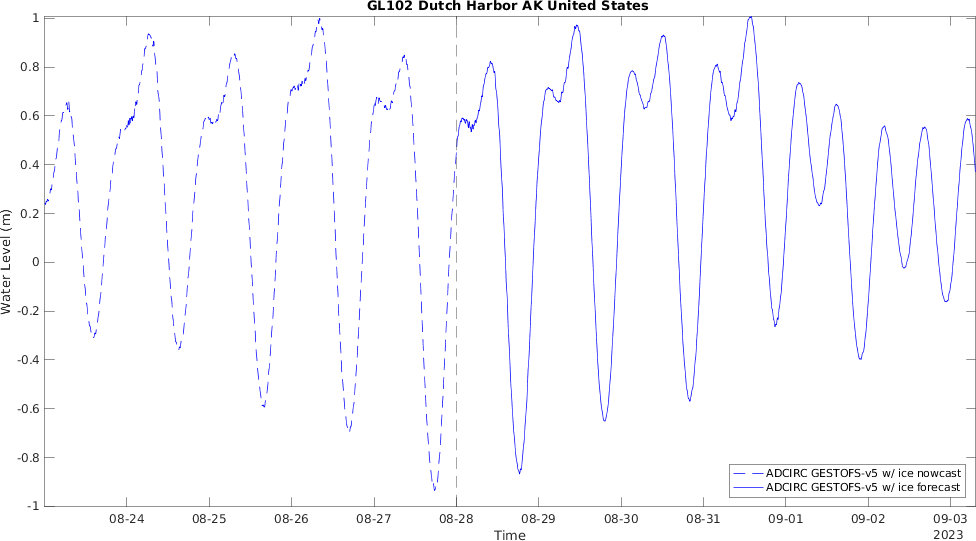 GL102 Dutch Harbor AK United States
1
0.8
0.6
0.4
0.2
0
-0.2
-0.4
-0.6
-0.8
-1
Water Level (m)
ADCIRC GESTOFS-v5 w/ ice nowcast
ADCIRC GESTOFS-v5 w/ ice forecast
08-24 08-25 08-26 08-27 08-28 08-29 08-30 08-31 09-01 09-02 09-03
2023
Time